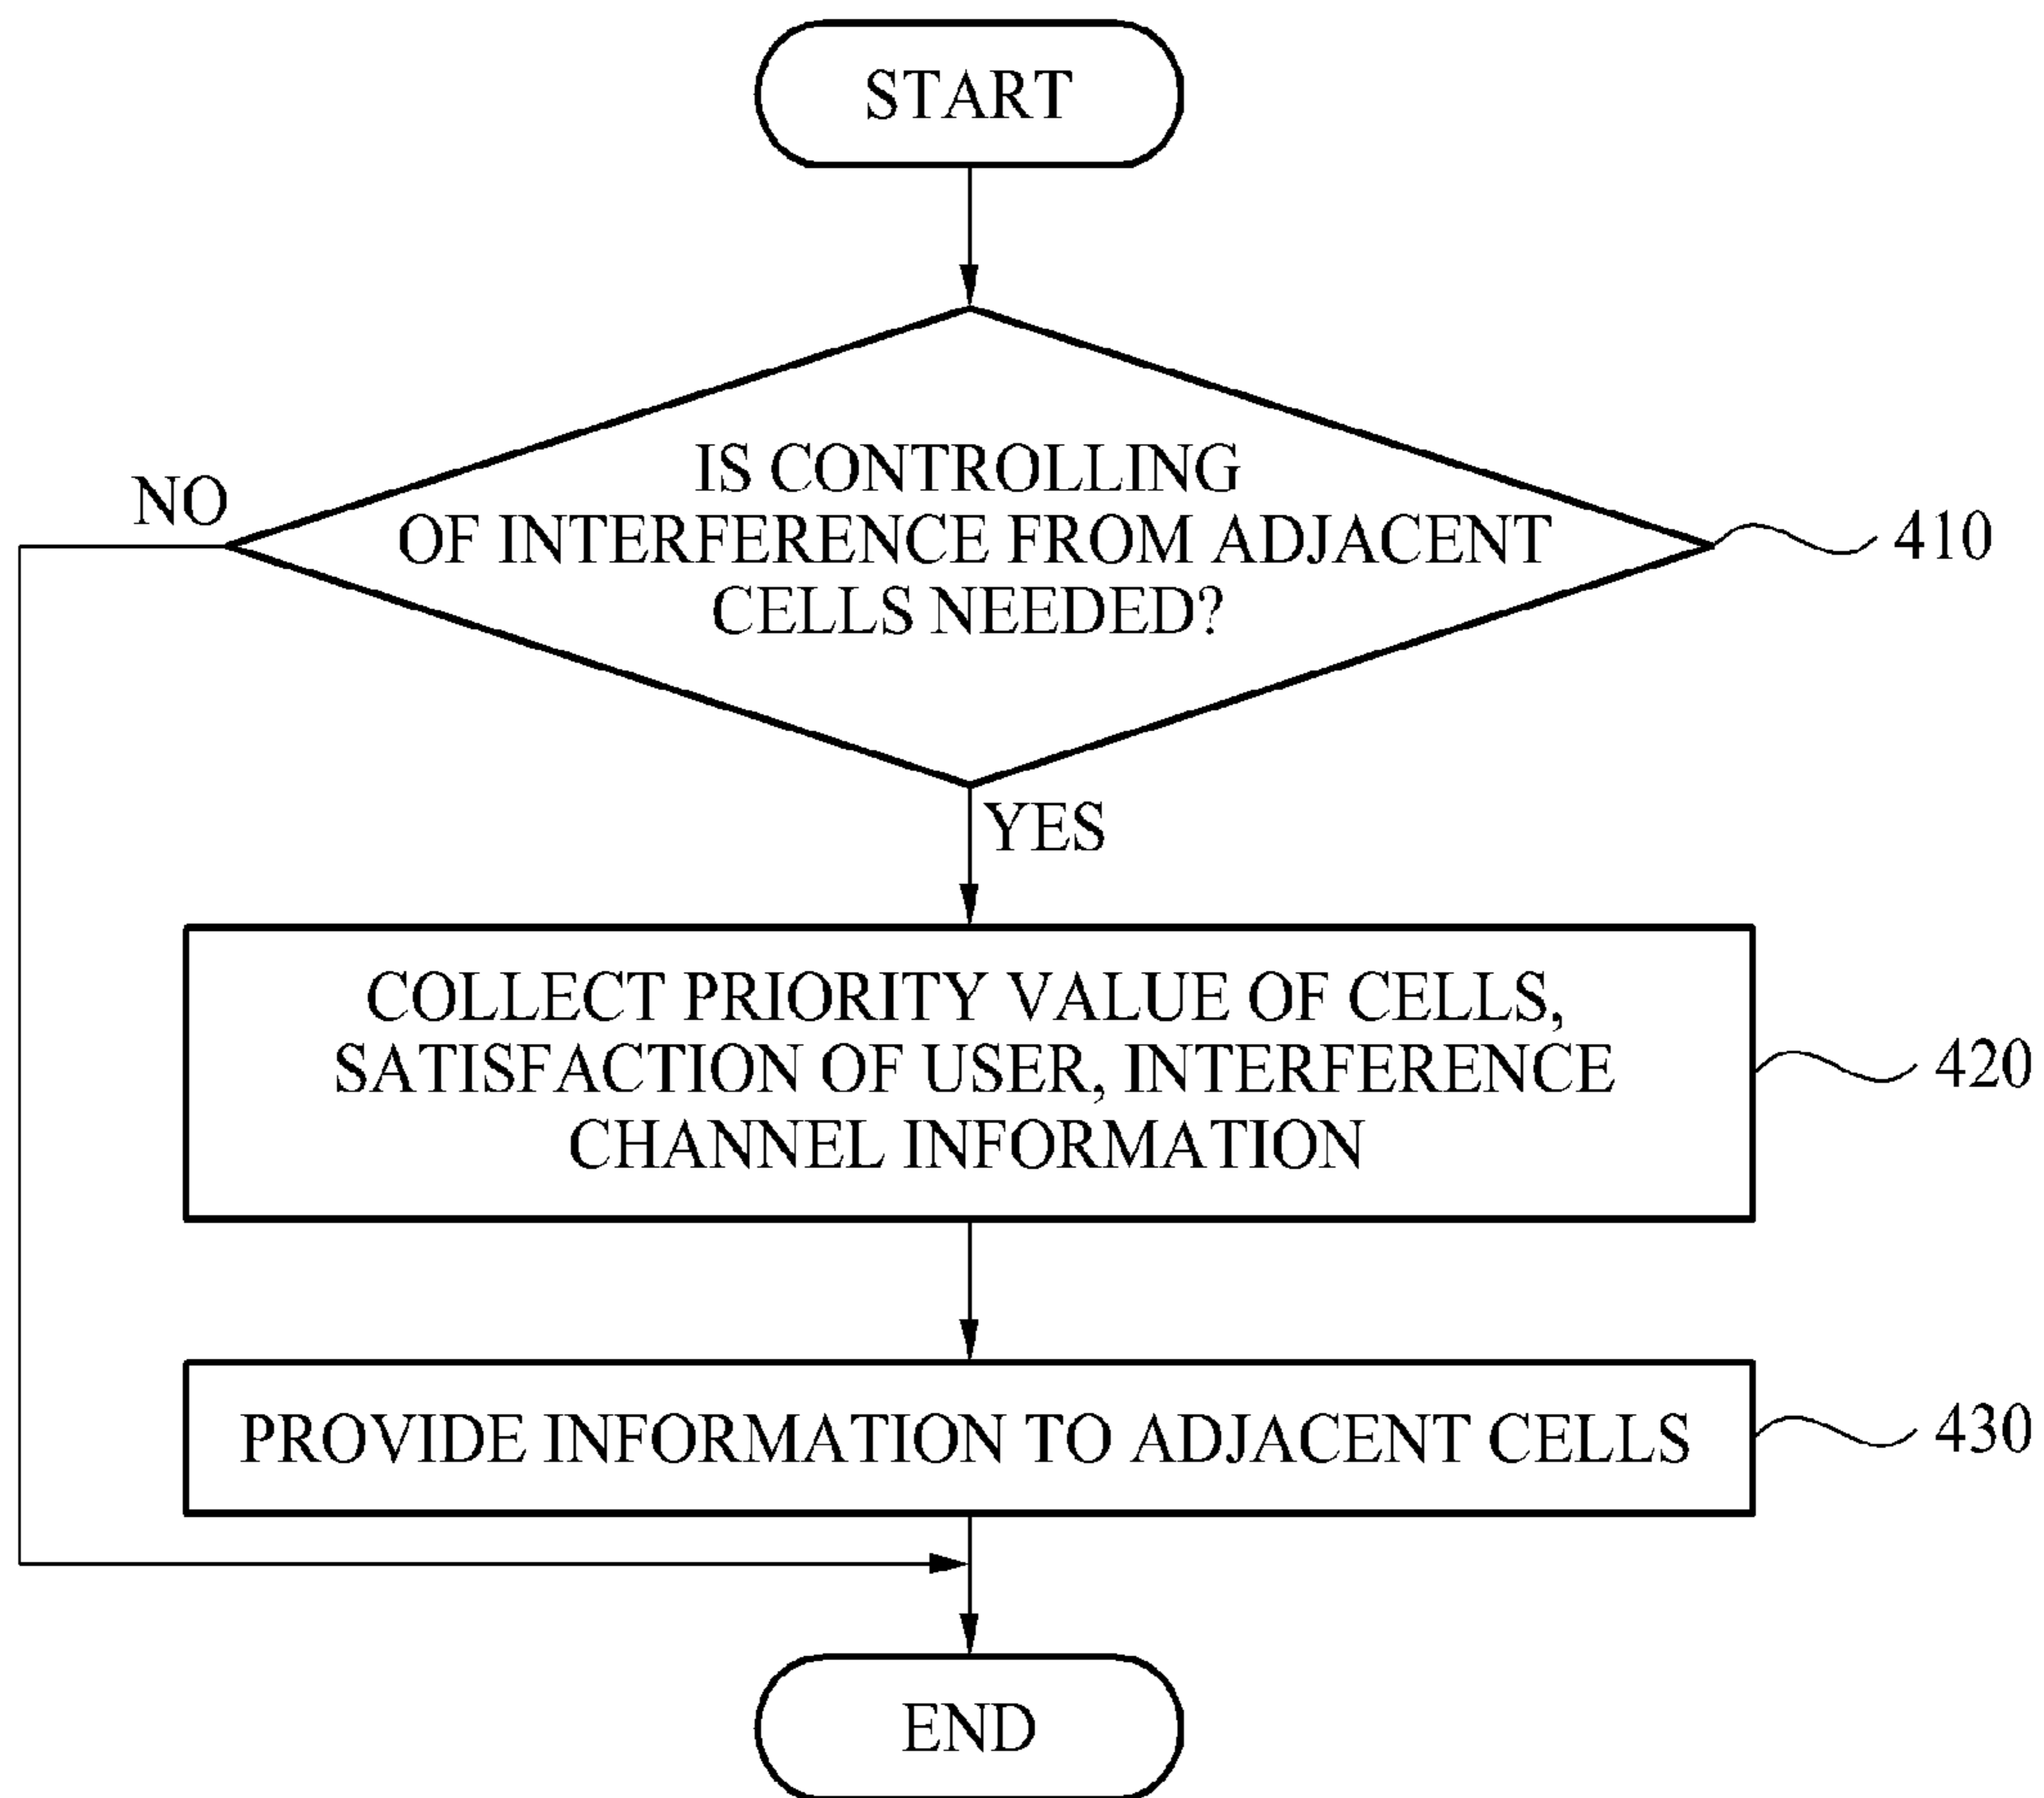 START
IS CONTROLLING
OF INTERFERENCE FROM ADJACENT
CELLS NEEDED?
NO
410
YES
COLLECT PRIORITY VALUE OF CELLS,
SATISFACTION OF USER, INTERFERENCE
CHANNEL INFORMATION
420
PROVIDE INFORMATION TO ADJACENT CELLS
430
END